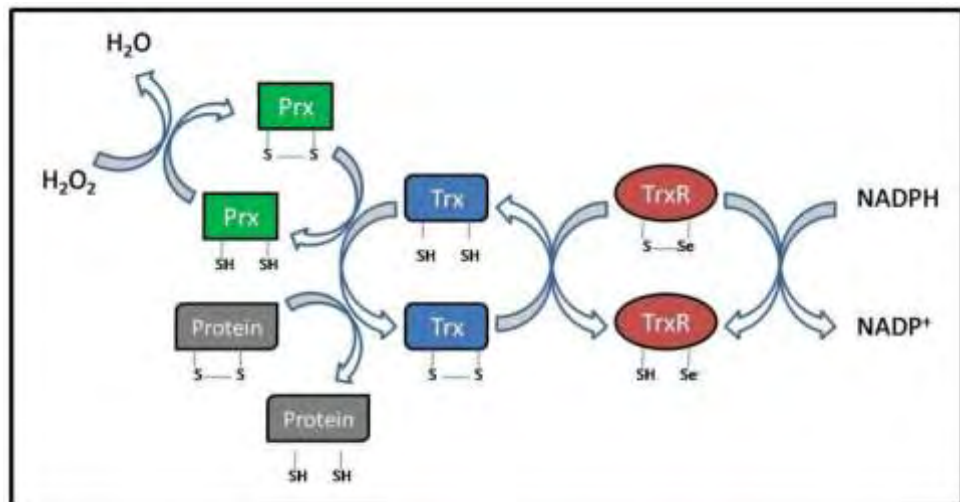 H₂O
Prx
S S
H₂O₂
Prx
SH SH
Trx
SH SH
TrxR
S Se
NADPH
Protein
S S
Trx
S S
TrxR
SH Se
NADP⁺
Protein
SH SH